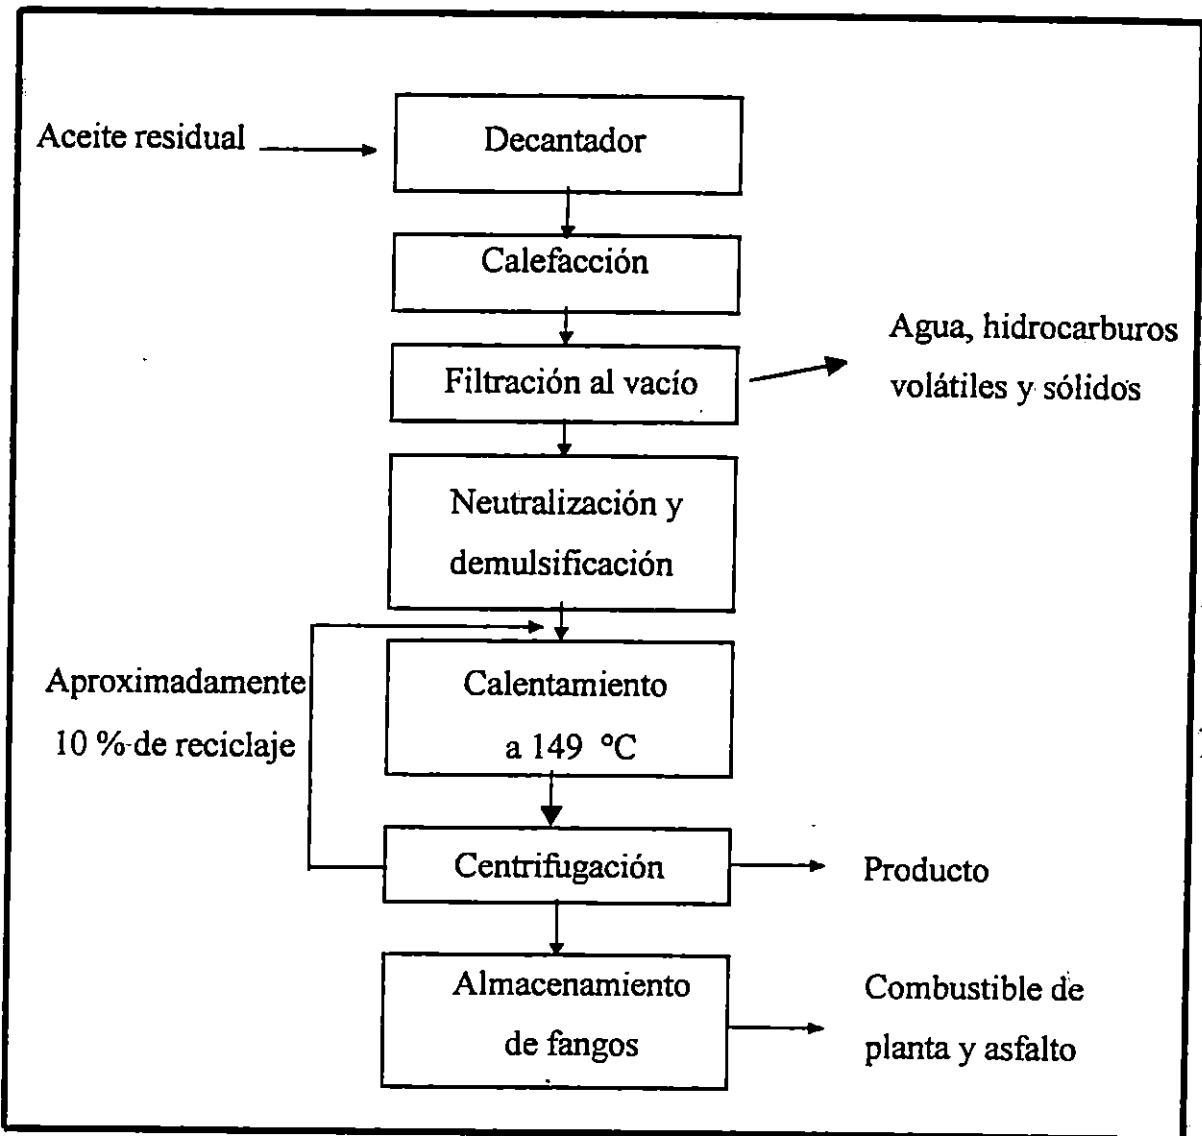 Aceite residual
Decantador
Calefacción
Filtración al vacío
Agua, hidrocarburos
volátiles y sólidos
Neutralización y
demulsificación
Aproximadamente
10 % de reciclaje
Calentamiento
a 149 ºC
Centrifugación
Producto
Almacenamiento
de fangos
Combustible de
planta y asfalto